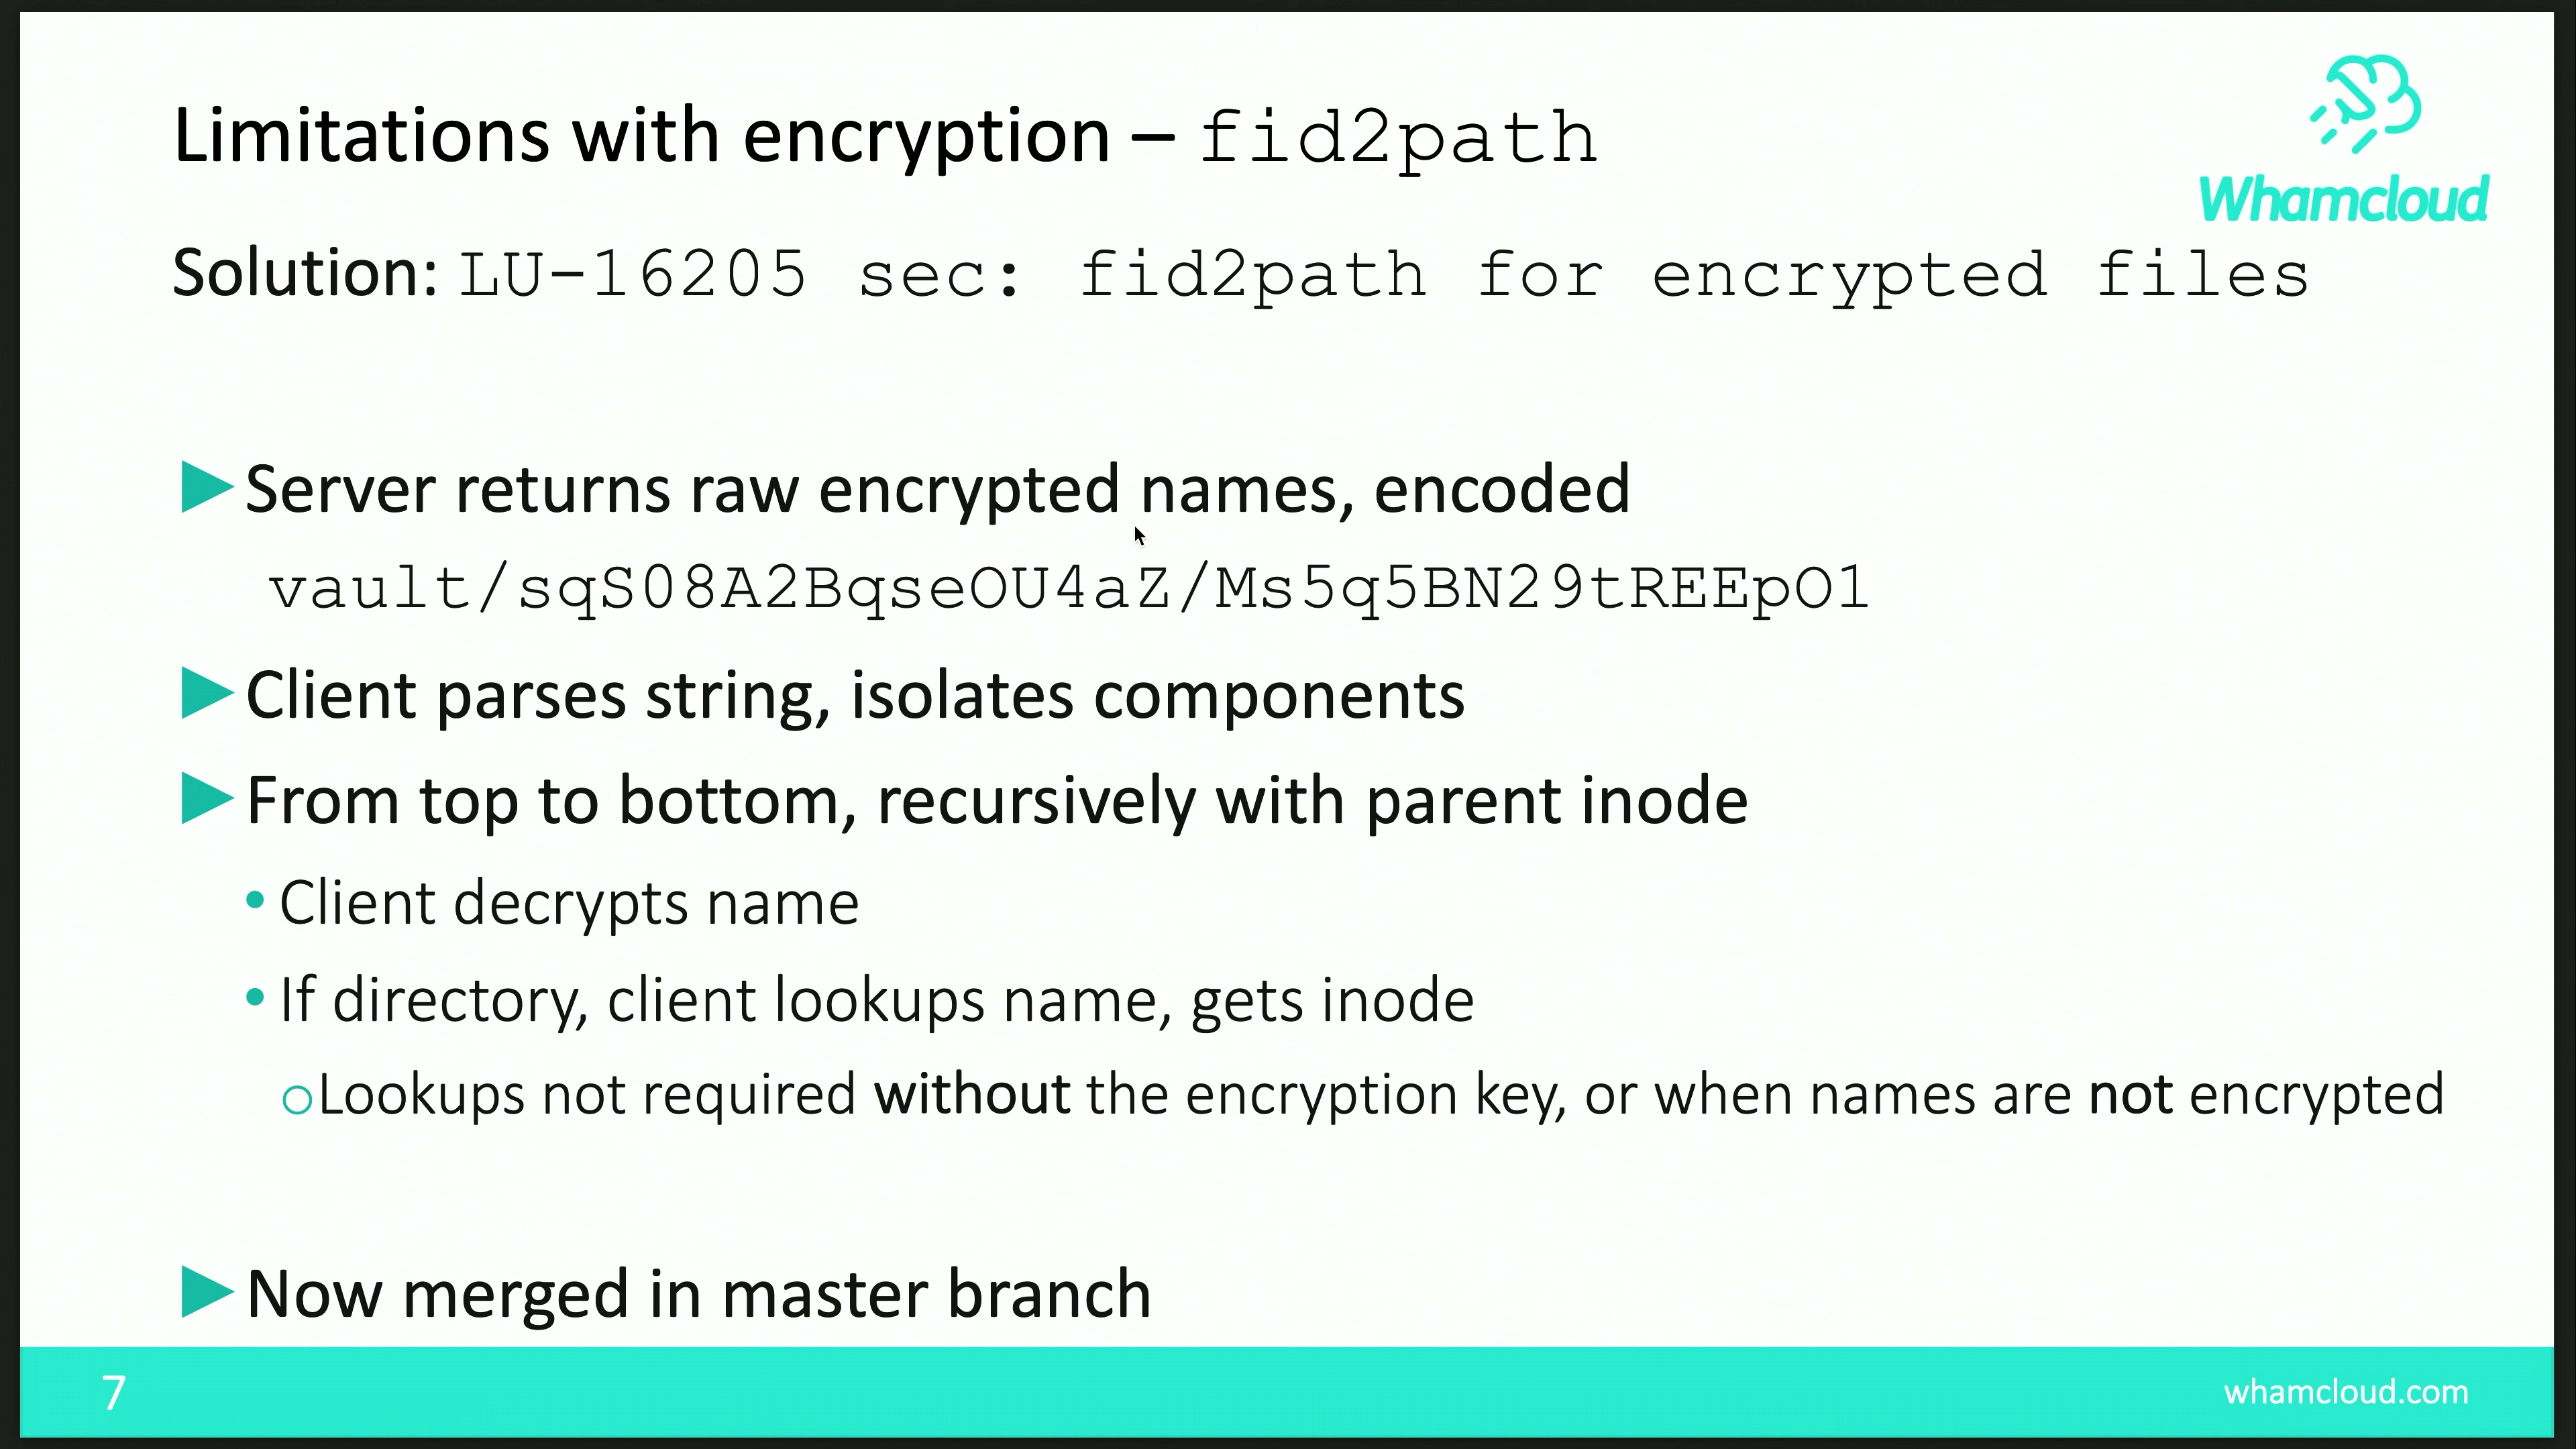 Limitations with encryption – fid2path
Whamcloud
Solution: LU-16205 sec: fid2path for encrypted files
Server returns raw encrypted names, encoded
vault/sqS08A2BqseOU4aZ/Ms5q5BN29tREEpO1
Client parses string, isolates components
From top to bottom, recursively with parent inode
Client decrypts name
If directory, client lookups name, gets inode
Lookups not required without the encryption key, or when names are not encrypted
Now merged in master branch
7
whamcloud.com